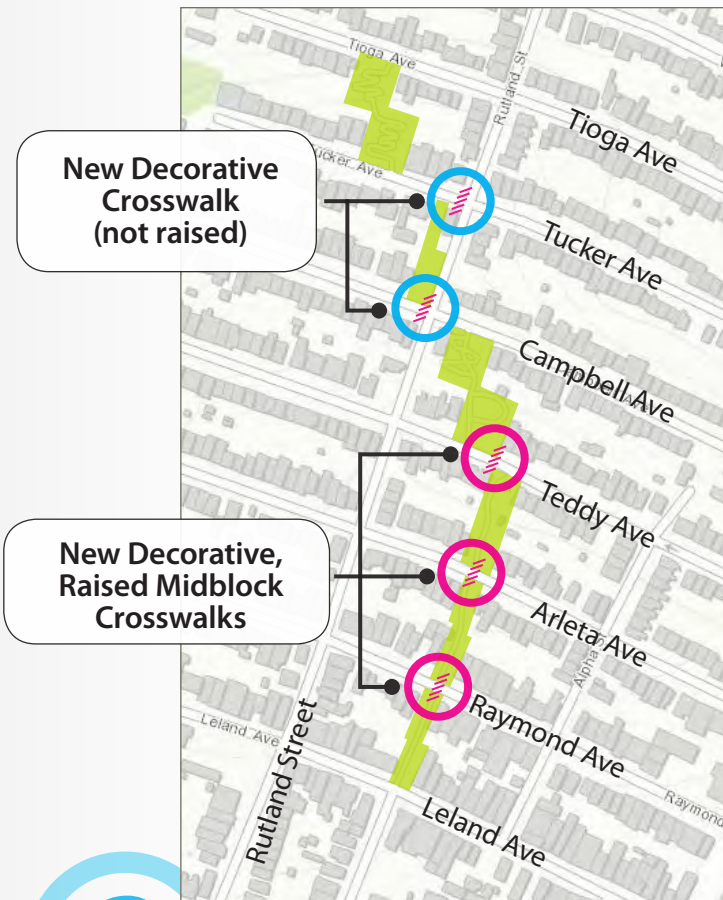 Tioga Ave
Rutland St
Tioga Ave
New Decorative
Crosswalk
(not raised)
Tucker Ave
Tucker Ave
Campbell Ave
Teddy Ave
New Decorative,
Raised Midblock
Crosswalks
Arleta Ave
Alpha
Raymond Ave
Raymond
Leland Ave
Rutland Street
Leland Ave